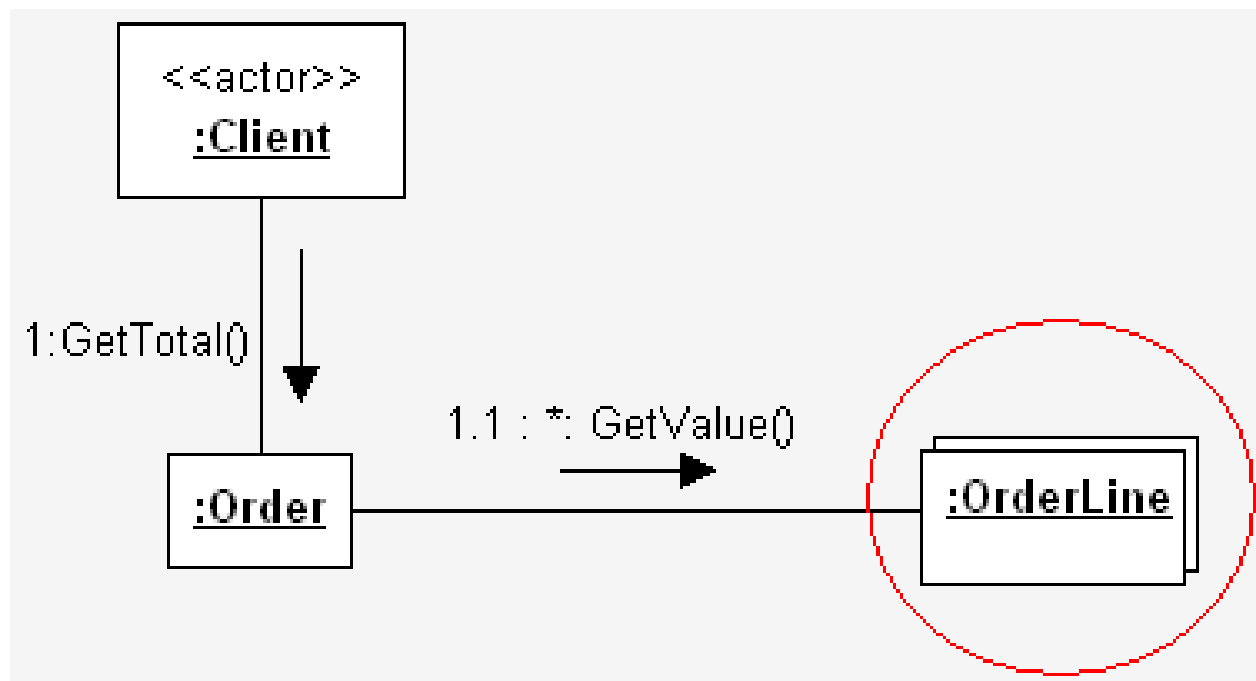 <<actor>>
:Client
1:GetTotal()
1.1 : *: GetValue()
:Order
:OrderLine